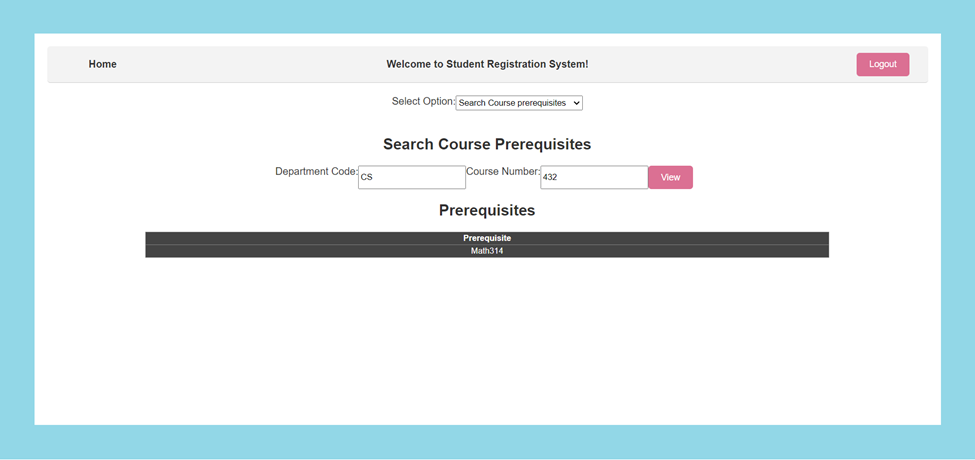 Home Welcome to Student Registration System! Logout
Select Option: Search Course prerequisites
Search Course Prerequisites
Department Code: CS Course Number: 432 View
Prerequisites
Prerequisite
Math314